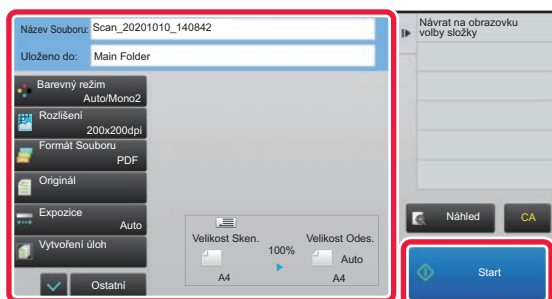 Název Souboru: Scan_20201010_140842
Uloženo do: Main Folder
Návrat na obrazovku
volby složky
Barevný režim
Auto/Mono2
Rozlišení
200x200dpi
Formát Souboru
PDF
Originál
Expozice
Auto
Vytvoření úloh
Ostatní
Velikost Sken.
100%
Velikost Odes.
Auto
A4
A4
Náhled
CA
Start